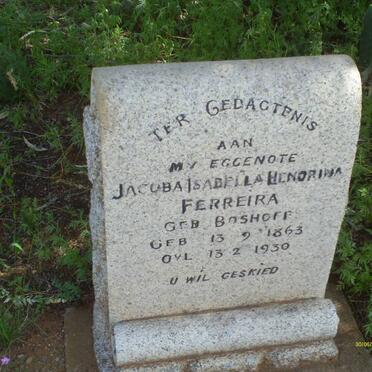 TER GEDACTENIS
AAN
MY EGGENOTE
JACOBA ISABELLA HENDRINA
FERREIRA
GEB BOSHOFF
GEB 13 9 1863
OVL 13 2 1930
U WIL GESKIED